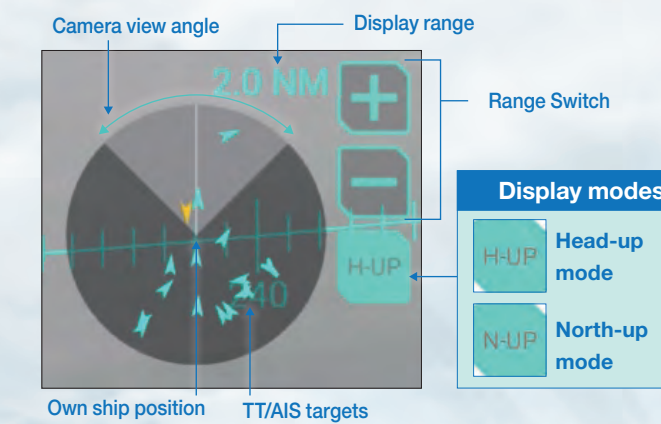 Camera view angle
Display range
2.0 NM
Range Switch
Display modes
H-UP
H-UP
Head-up
mode
240
N-UP
North-up
mode
Own ship position
TT/AIS targets